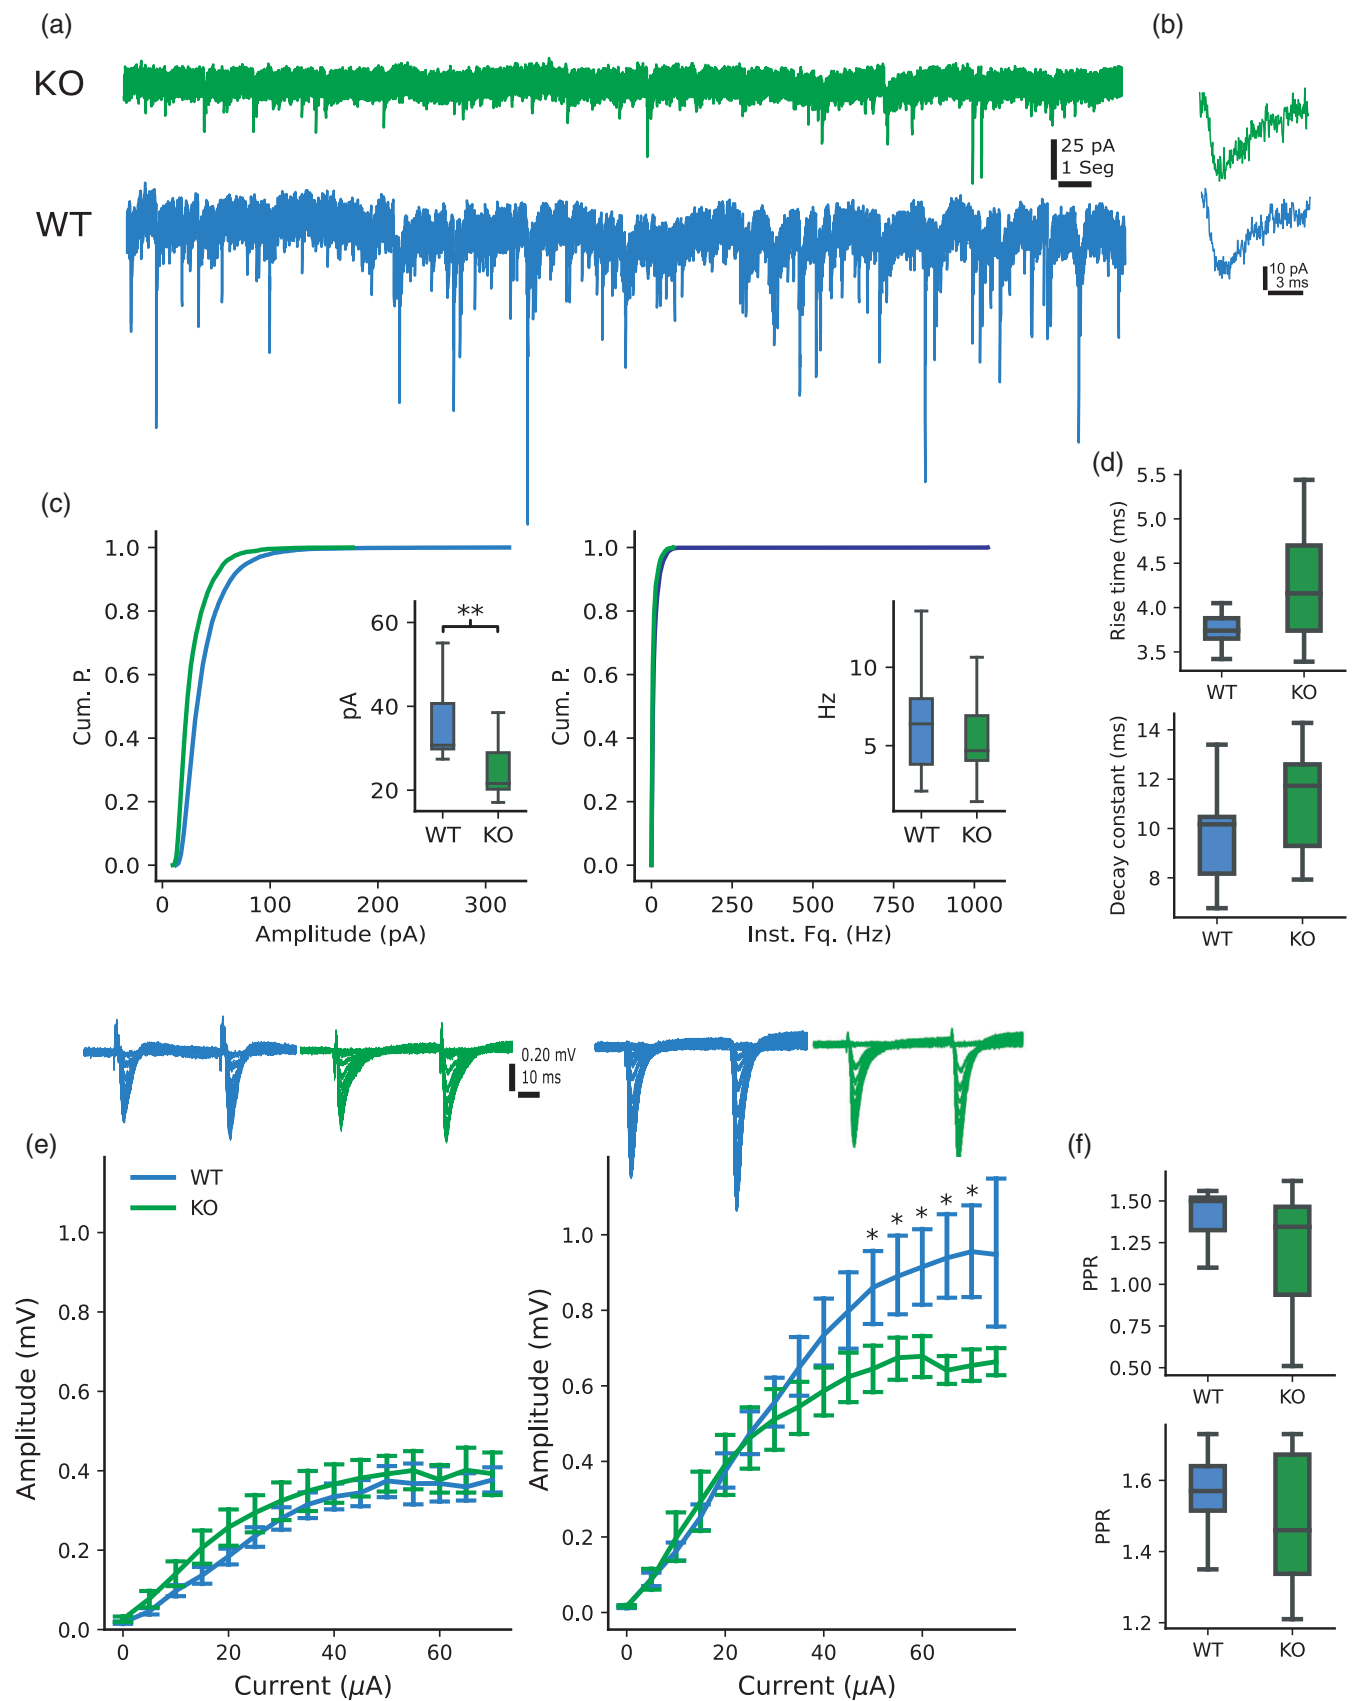 (a)
(b)
KO
25 pA
1 Seg
WT
10 pA
3 ms
(c)
1.0
0.8
0.6
0.4
0.2
0.0
Cum. P.
0
100
200
300
Amplitude (pA)
60
40
20
pA
**
WT
KO
1.0
0.8
0.6
0.4
0.2
0.0
Cum. P.
0
250
500
750
1000
Inst. Fq. (Hz)
10
5
Hz
WT
KO
(d)
5.5
5.0
4.5
4.0
3.5
Rise time (ms)
WT
KO
14
12
10
8
Decay constant (ms)
WT
KO
0.20 mV
10 ms
(e)
WT
KO
1.0
0.8
0.6
0.4
0.2
0.0
Amplitude (mV)
0
20
40
60
Current (μA)
1.0
0.8
0.6
0.4
0.2
0.0
Amplitude (mV)
* * * * *
0
20
40
60
Current (μA)
(f)
1.50
1.25
1.00
0.75
0.50
PPR
WT
KO
1.6
1.4
1.2
PPR
WT
KO